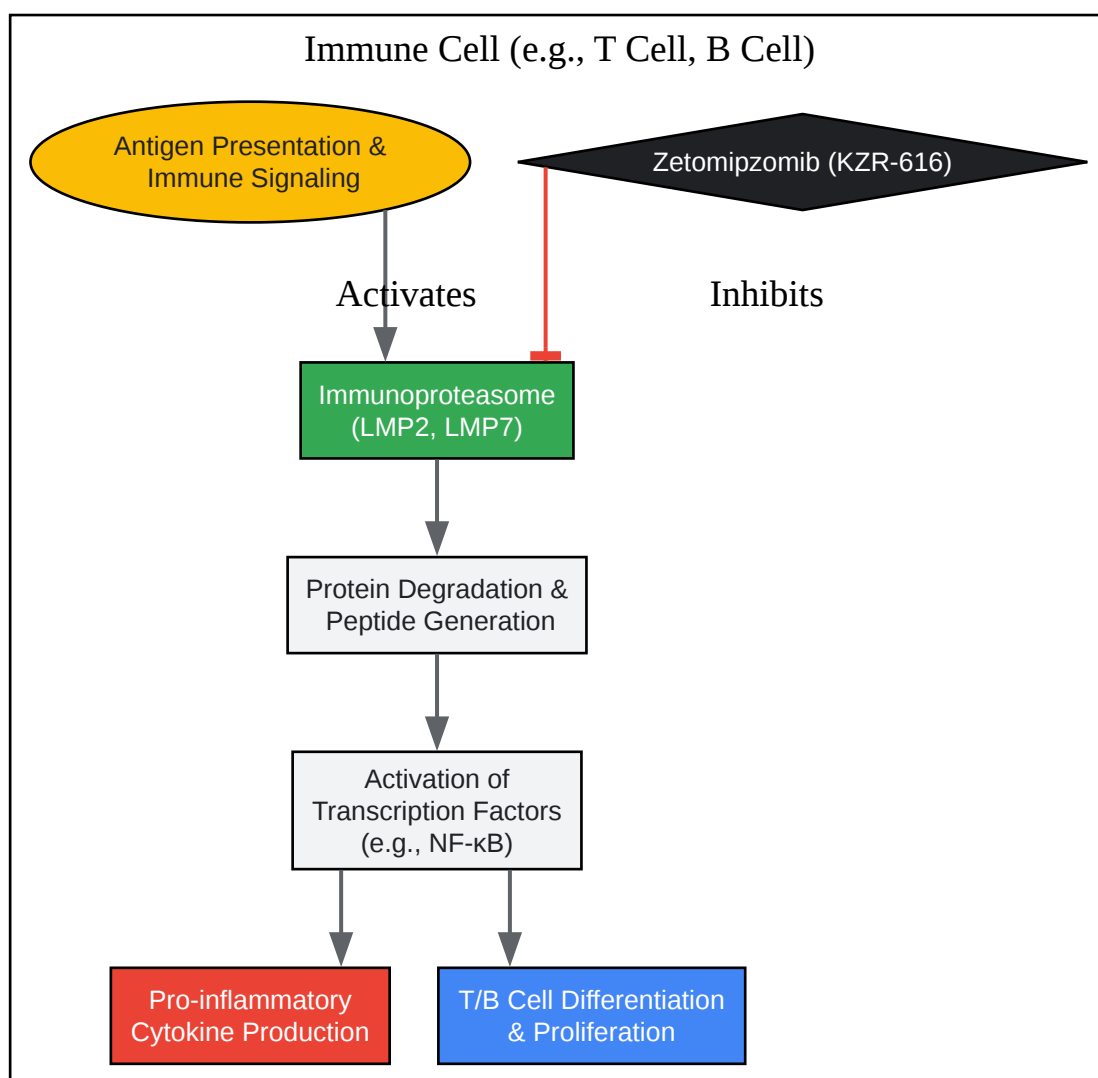 Immune Cell (e.g., T Cell, B Cell)
Antigen Presentation &
Immune Signaling
Zetomipzomib (KZR-616)
Activates
Inhibits
Immunoproteasome
(LMP2, LMP7)
Protein Degradation &
Peptide Generation
Activation of
Transcription Factors
(e.g., NF-κB)
Pro-inflammatory
Cytokine Production
T/B Cell Differentiation
& Proliferation